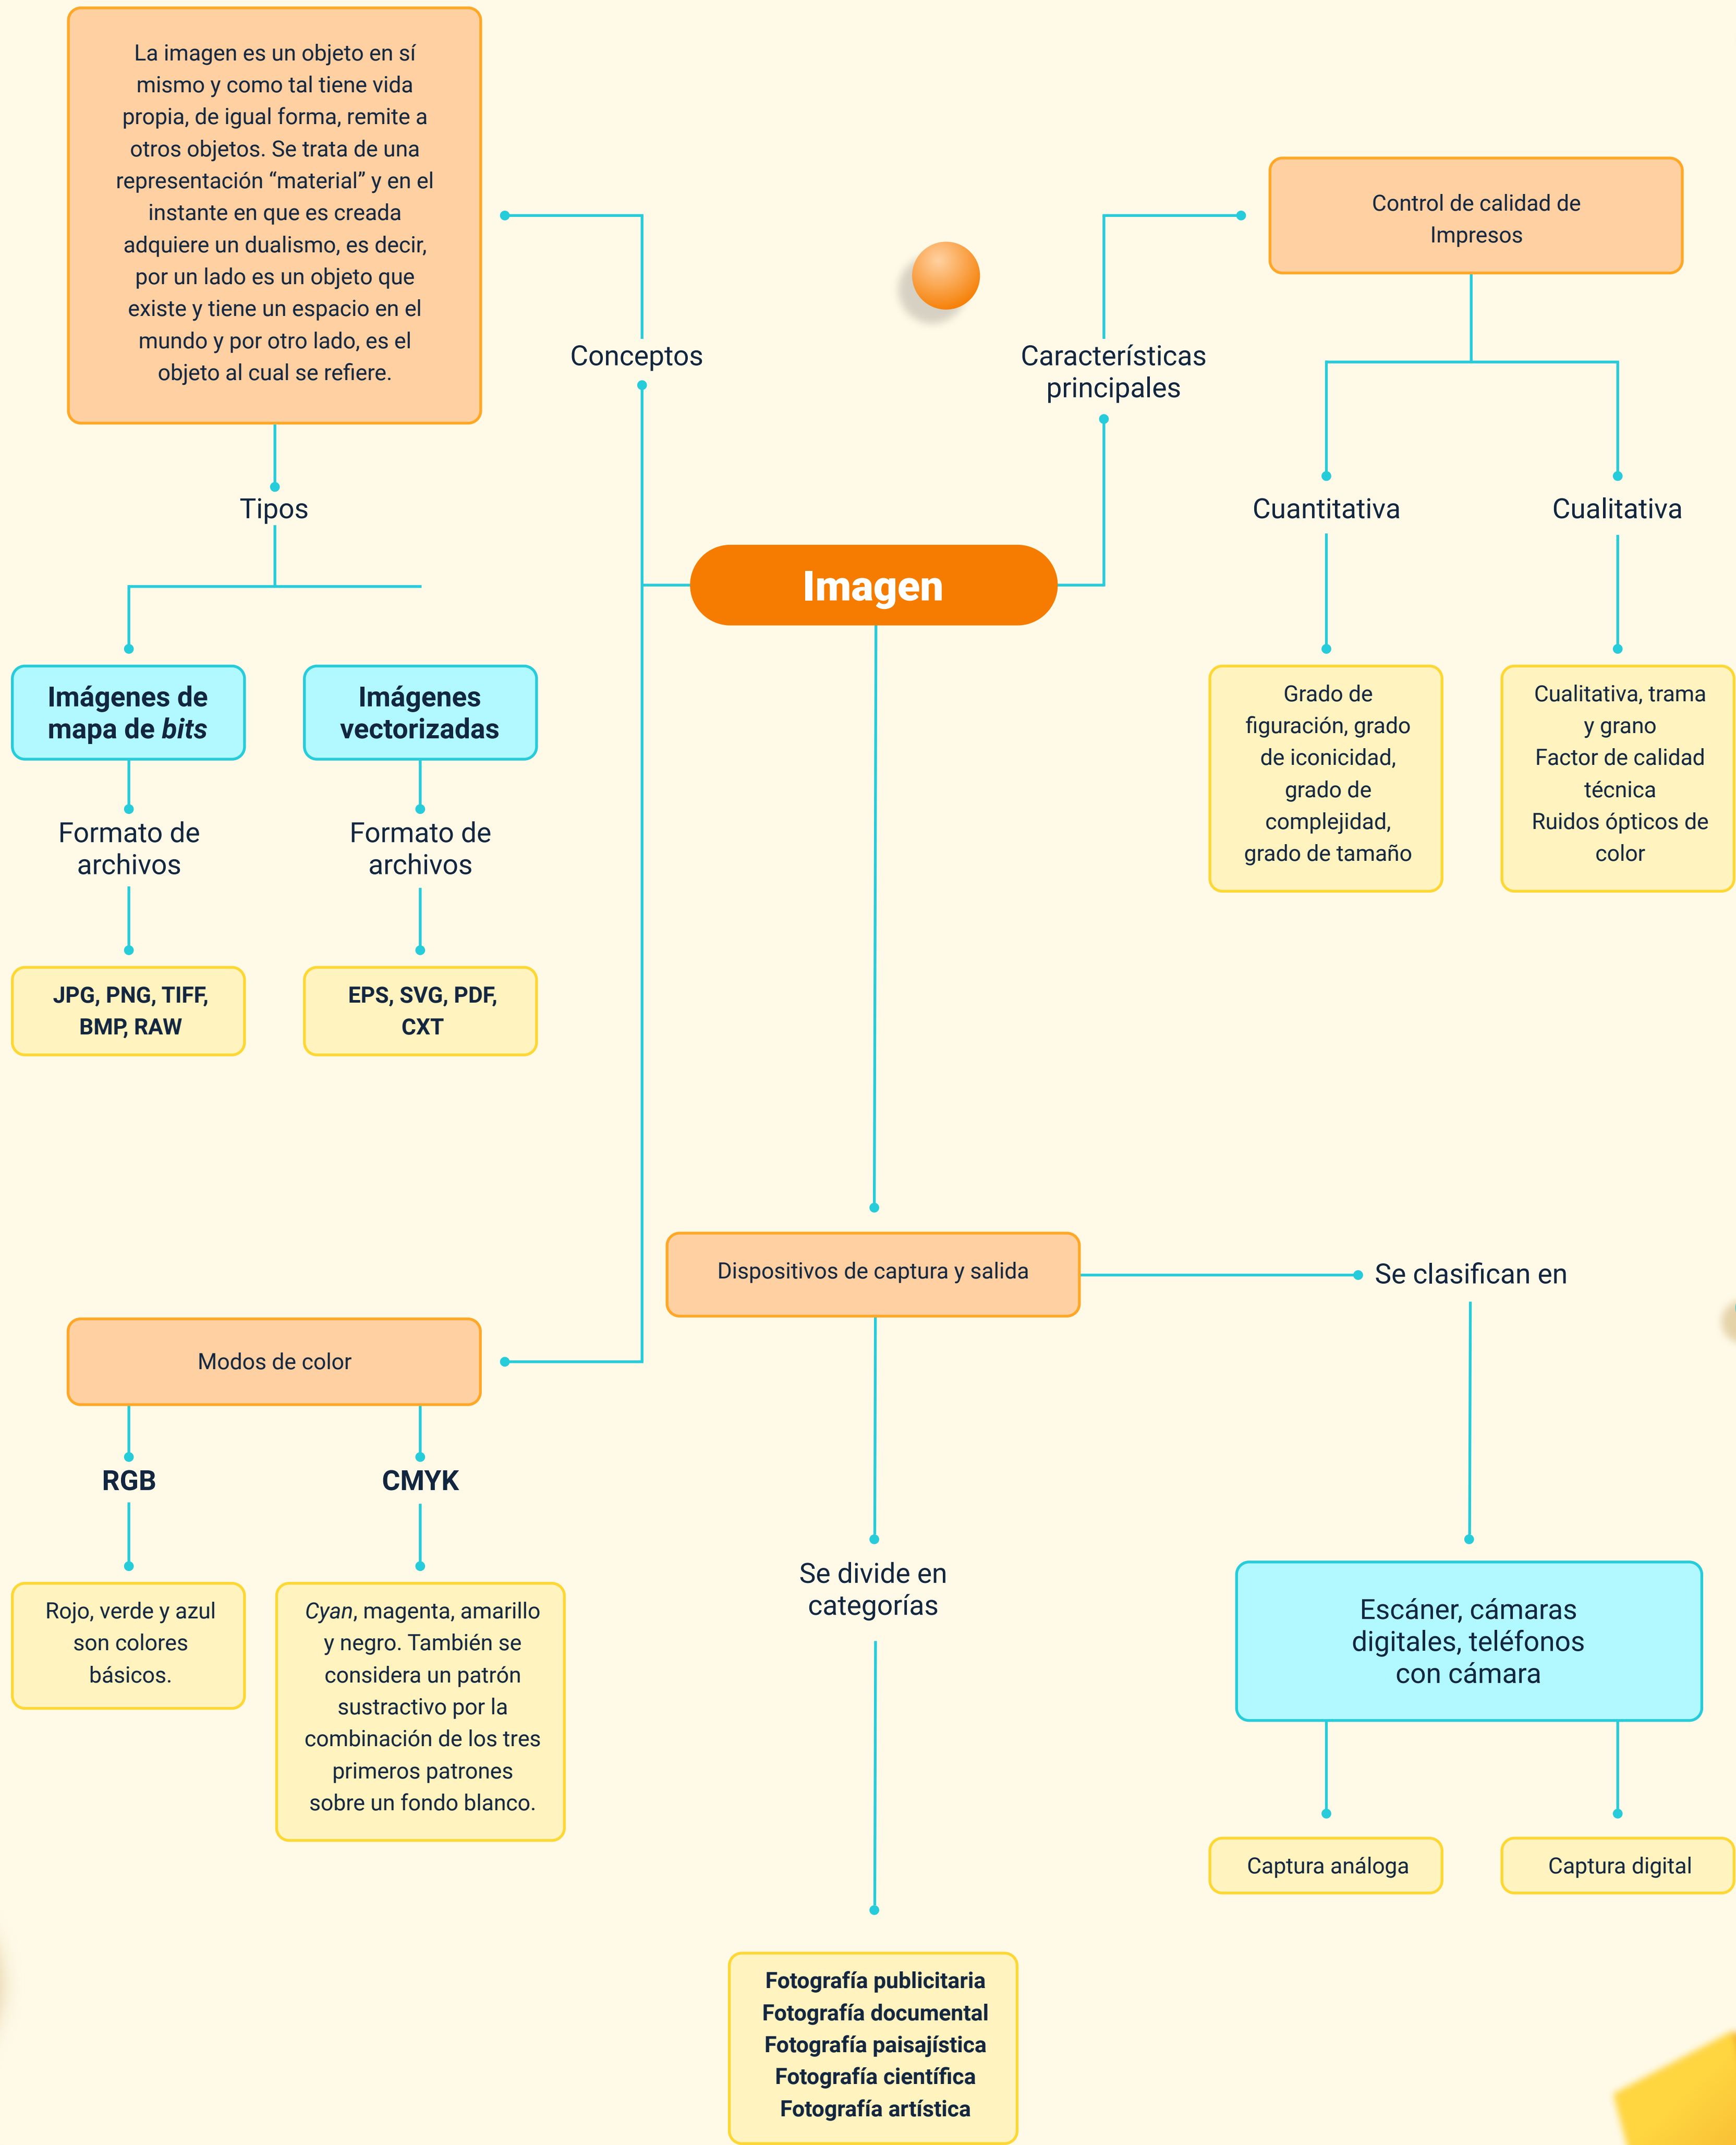 La imagen es un objeto en sí
mismo y como tal tiene vida
propia, de igual forma, remite a
otros objetos. Se trata de una
representación “material” y en el
instante en que es creada
adquiere un dualismo, es decir,
por un lado es un objeto que
existe y tiene un espacio en el
mundo y por otro lado, es el
objeto al cual se refiere.
Control de calidad de
Impresos
Conceptos
Características
principales
Tipos
Cuantitativa
Cualitativa
Imagen
Imágenes de
mapa de bits
Imágenes
vectorizadas
Grado de
figuración, grado
de iconicidad,
grado de
complejidad,
grado de tamaño
Cualitativa, trama
y grano
Factor de calidad
técnica
Ruidos ópticos de
color
Formato de
archivos
Formato de
archivos
JPG, PNG, TIFF,
BMP, RAW
EPS, SVG, PDF,
CXT
Dispositivos de captura y salida
Se clasifican en
Modos de color
RGB
CMYK
Rojo, verde y azul
son colores
básicos.
Cyan, magenta, amarillo
y negro. También se
considera un patrón
sustractivo por la
combinación de los tres
primeros patrones
sobre un fondo blanco.
Se divide en
categorías
Escáner, cámaras
digitales, teléfonos
con cámara
Captura análoga
Captura digital
Fotografía publicitaria
Fotografía documental
Fotografía paisajística
Fotografía científica
Fotografía artística